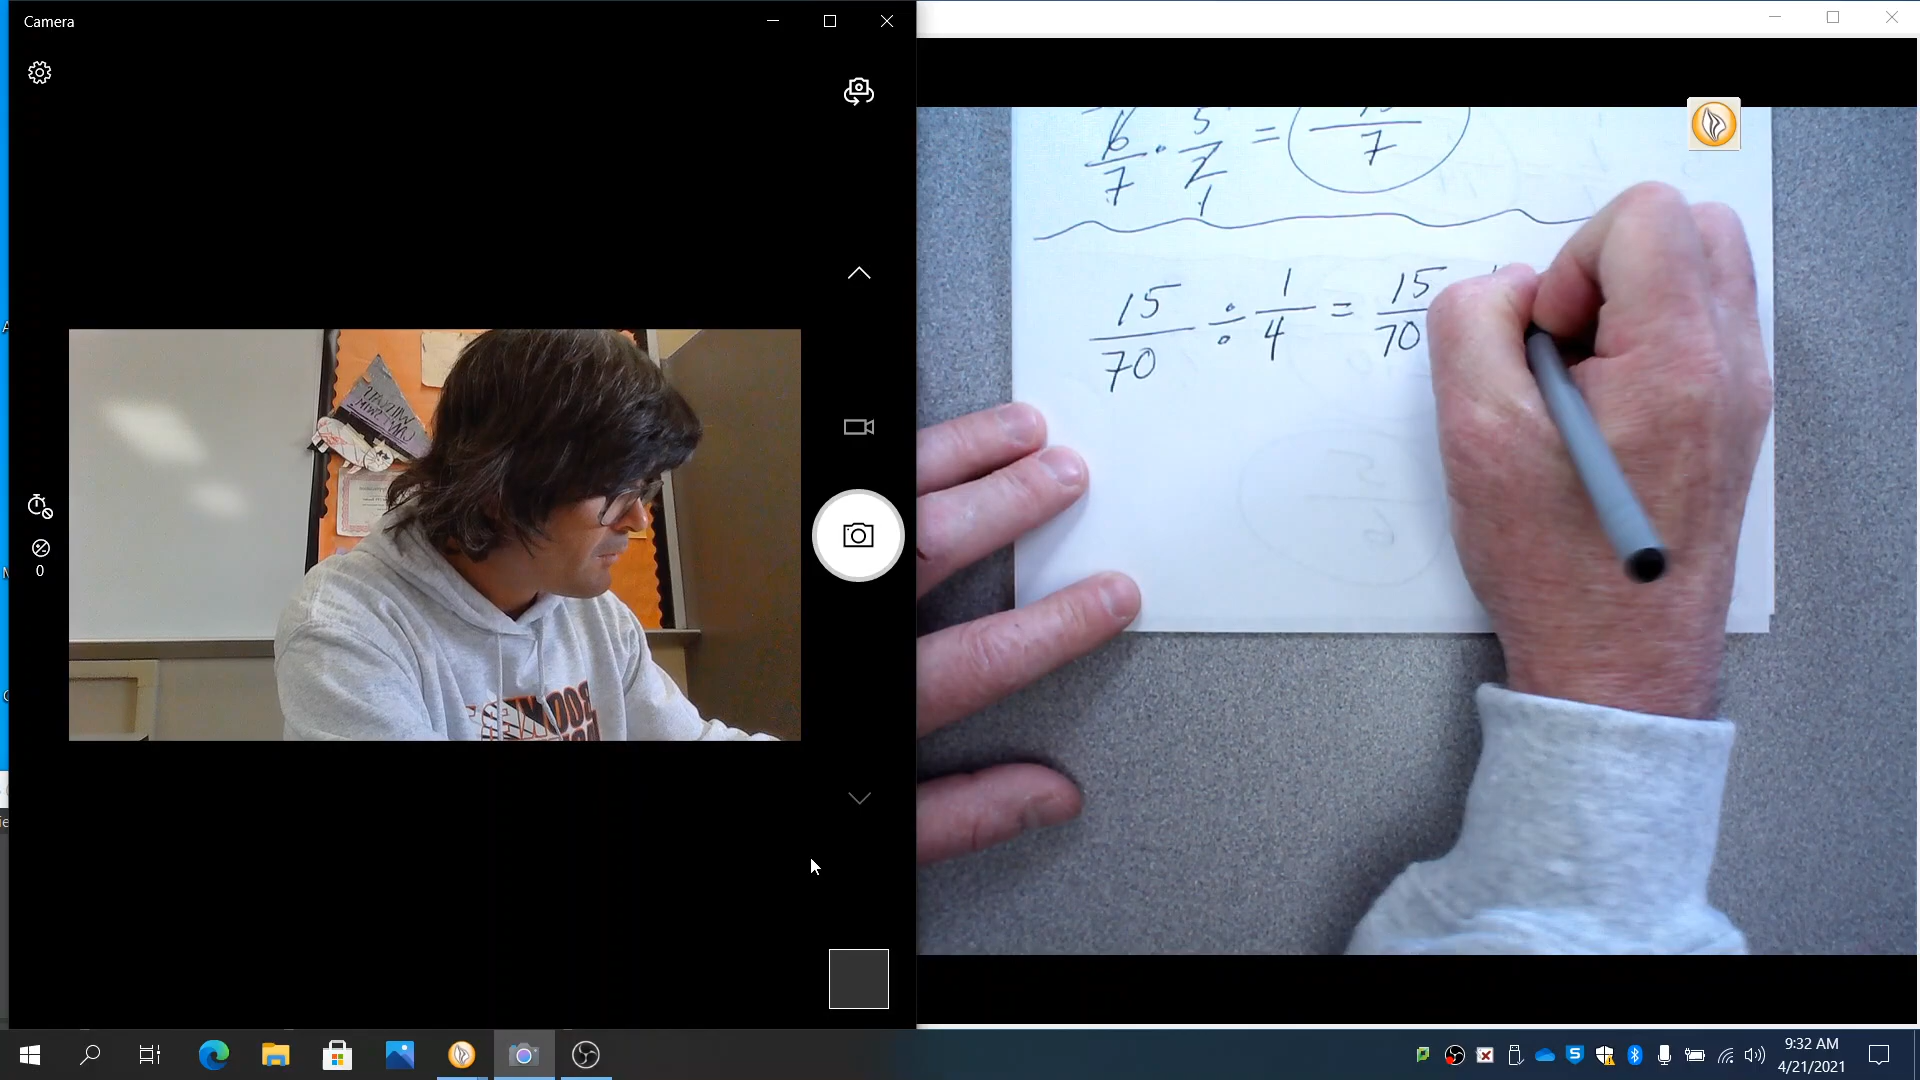 Camera
6/7 · 5/2 = /7
1
15/70 ÷ 1/4 = 15/70
0
9:32 AM
4/21/2021